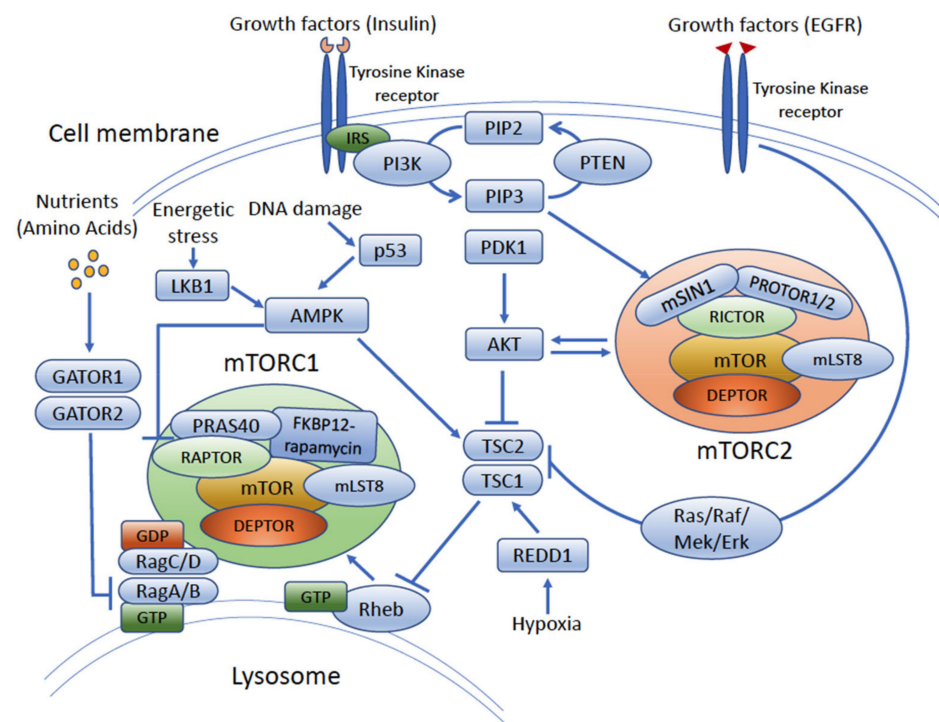 Growth factors (Insulin)
Growth factors (EGFR)
Tyrosine Kinase
receptor
Tyrosine Kinase
receptor
Cell membrane
IRS
PI3K
PIP2
PTEN
PIP3
Nutrients
(Amino Acids)
Energetic
stress
DNA damage
p53
LKB1
AMPK
PDK1
AKT
mSIN1
PROTOR1/2
RICTOR
mTOR
mLST8
DEPTOR
mTORC2
GATOR1
GATOR2
mTORC1
PRAS40
FKBP12-
rapamycin
RAPTOR
mTOR
mLST8
DEPTOR
TSC2
TSC1
Ras/Raf/
Mek/Erk
GDP
RagC/D
RagA/B
GTP
GTP
Rheb
REDD1
Hypoxia
Lysosome